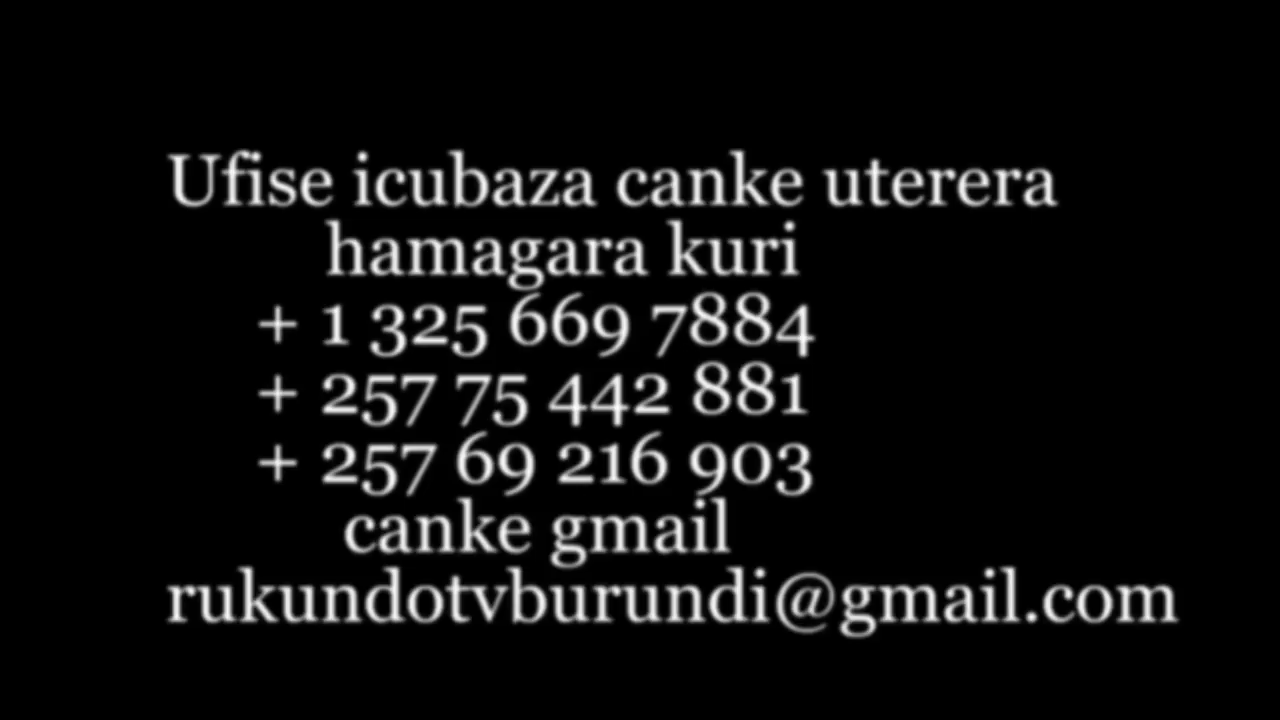 Ufise icubaza canke uterera
hamagara kuri
+ 1 325 669 7884
+ 257 75 442 881
+ 257 69 216 903
canke gmail
rukundotvburundi@gmail.com